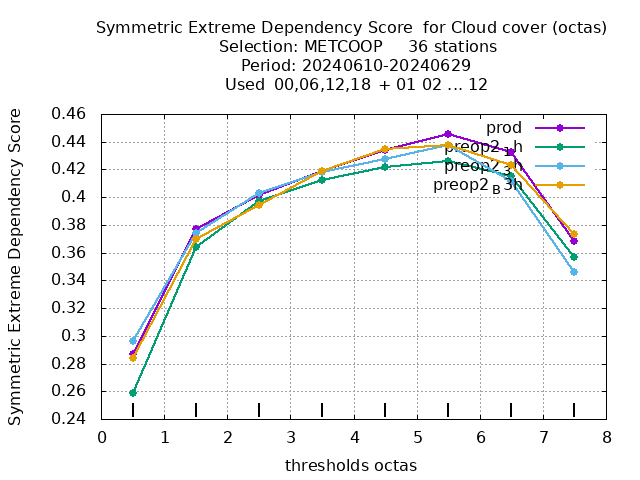 Symmetric Extreme Dependency Score for Cloud cover (octas)
Selection: METCOOP 36 stations
Period: 20240610-20240629
Used 00,06,12,18 + 01 02 ... 12
Symmetric Extreme Dependency Score
0.46
0.44
0.42
0.4
0.38
0.36
0.34
0.32
0.3
0.28
0.26
0.24
prod
preop2_1h
preop2_3h
preop2_B3h
0 1 2 3 4 5 6 7 8
thresholds octas